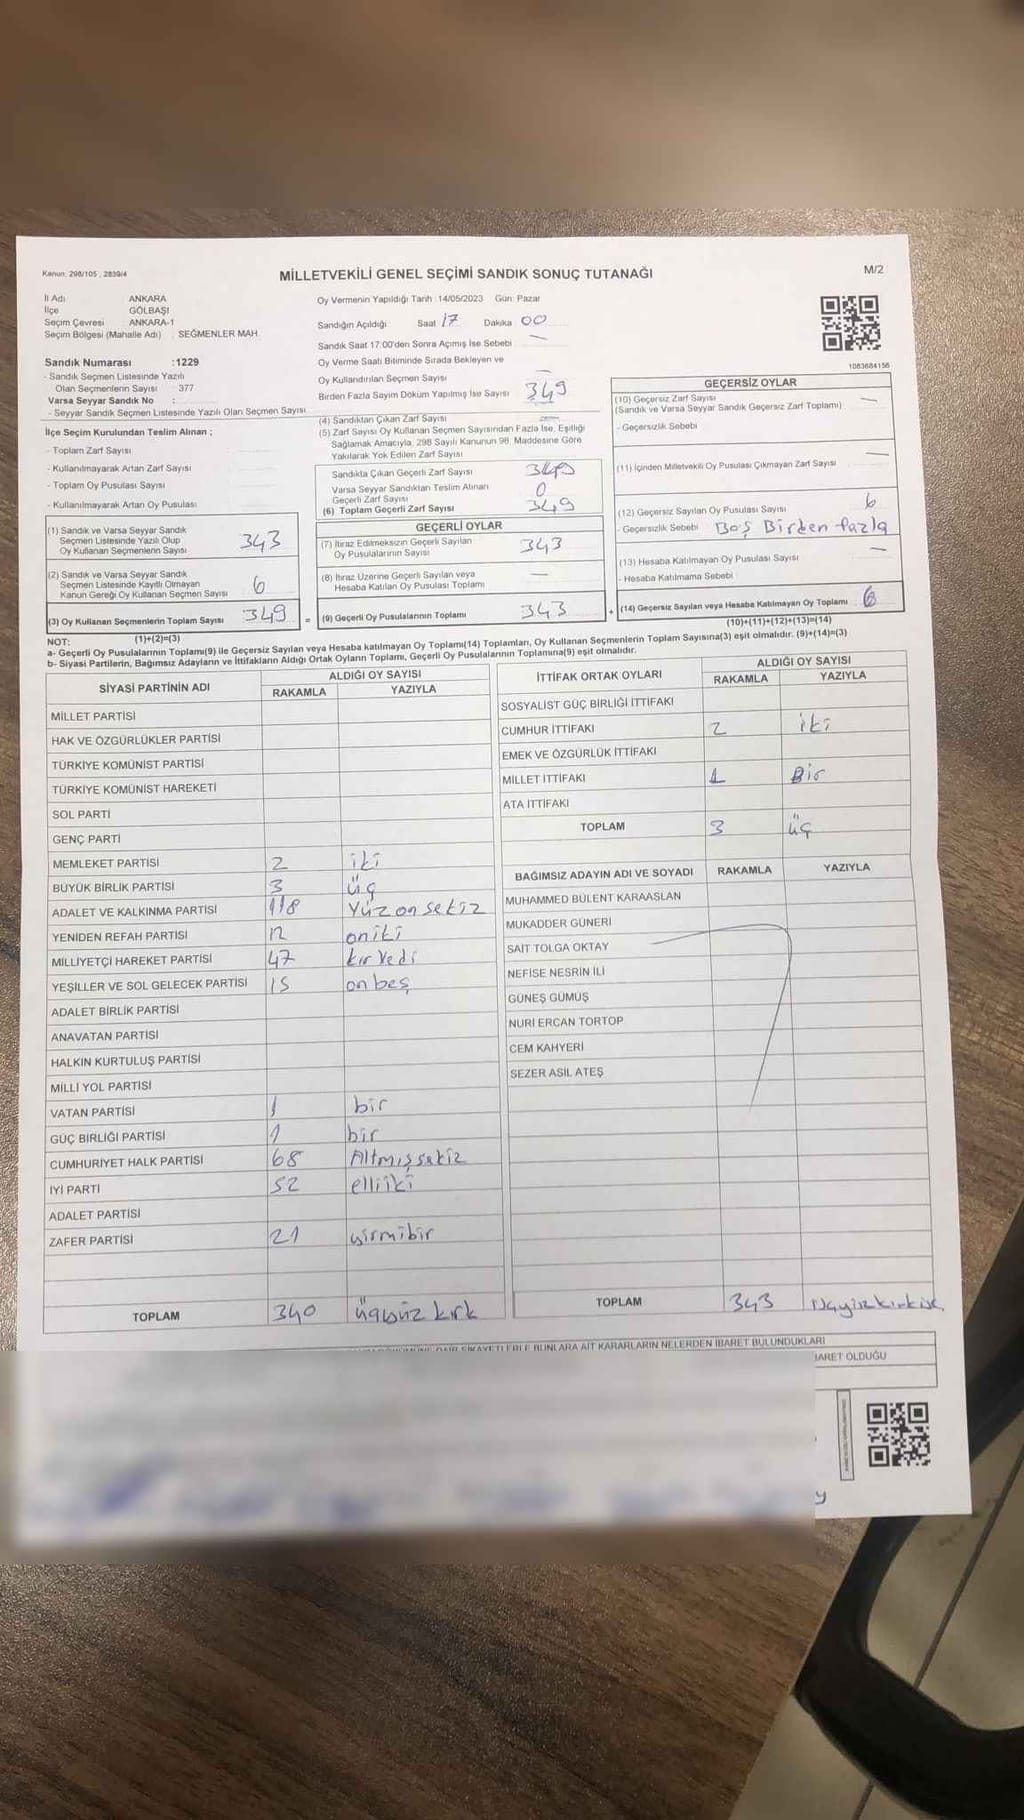 Kanun: 298/105 , 2839/4
MİLLETVEKİLİ GENEL SEÇİMİ SANDIK SONUÇ TUTANAĞI
M/2
İl Adı ANKARA
İlçe GÖLBAŞI
Seçim Çevresi ANKARA-1
Seçim Bölgesi (Mahalle Adı) : SEĞMENLER MAH.
Oy Vermenin Yapıldığı Tarih :14/05/2023 Gün: Pazar
Sandığın Açıldığı Saat 17 Dakika 00
Sandık Saat 17:00'den Sonra Açımış İse Sebebi : —
Oy Verme Saati Bitiminde Sırada Bekleyen ve
Oy Kullandırılan Seçmen Sayısı —
Birden Fazla Sayım Döküm Yapılmış İse Sayısı
Sandık Numarası :1229
- Sandık Seçmen Listesinde Yazılı
Olan Seçmenlerin Sayısı : 377
Varsa Seyyar Sandık No :
- Seyyar Sandık Seçmen Listesinde Yazılı Olan Seçmen Sayısı
İlçe Seçim Kurulundan Teslim Alınan ;
- Toplam Zarf Sayısı
- Kullanılmayarak Artan Zarf Sayısı
- Toplam Oy Pusulası Sayısı
- Kullanılmayarak Artan Oy Pusulası
(1) Sandık ve Varsa Seyyar Sandık
Seçmen Listesinde Yazılı Olup
Oy Kullanan Seçmenlerin Sayısı 343
(2) Sandık ve Varsa Seyyar Sandık
Seçmen Listesinde Kayıtlı Olmayan
Kanun Gereği Oy Kullanan Seçmen Sayısı 6
(3) Oy Kullanan Seçmenlerin Toplam Sayısı 349
(1)+(2)=(3)
(4) Sandıktan Çıkan Zarf Sayısı 349
(5) Zarf Sayısı Oy Kullanan Seçmen Sayısından Fazla İse, Eşitliği
Sağlamak Amacıyla, 298 Sayılı Kanunun 98. Maddesine Göre
Yakılarak Yok Edilen Zarf Sayısı —
Sandıkta Çıkan Geçerli Zarf Sayısı 349
Varsa Seyyar Sandıktan Teslim Alınan
Geçerli Zarf Sayısı 0
(6) Toplam Geçerli Zarf Sayısı 349
GEÇERLİ OYLAR
(7) İtiraz Edilmeksizin Geçerli Sayılan
Oy Pusulalarının Sayısı 343
(8) İtiraz Üzerine Geçerli Sayılan veya
Hesaba Katılan Oy Pusulası Toplamı —
= (9) Geçerli Oy Pusulalarının Toplamı 343 +
1083684156
GEÇERSİZ OYLAR
(10) Geçersiz Zarf Sayısı
(Sandık ve Varsa Seyyar Sandık Geçersiz Zarf Toplamı) —
- Geçersizlik Sebebi
(11) İçinden Milletvekili Oy Pusulası Çıkmayan Zarf Sayısı —
(12) Geçersiz Sayılan Oy Pusulası Sayısı 6
- Geçersizlik Sebebi : Boş Birden fazla
(13) Hesaba Katılmayan Oy Pusulası Sayısı —
- Hesaba Katılmama Sebebi
(14) Geçersiz Sayılan veya Hesaba Katılmayan Oy Toplamı 6
(10)+(11)+(12)+(13)=(14)
NOT:
a- Geçerli Oy Pusulalarının Toplamı(9) ile Geçersiz Sayılan veya Hesaba katılmayan Oy Toplamı(14) Toplamları, Oy Kullanan Seçmenlerin Toplam Sayısına(3) eşit olmalıdır. (9)+(14)=(3)
b- Siyasi Partilerin, Bağımsız Adayların ve İttifakların Aldığı Ortak Oyların Toplamı, Geçerli Oy Pusulalarının Toplamına(9) eşit olmalıdır.
SİYASİ PARTİNİN ADI ALDIĞI OY SAYISI
RAKAMLA YAZIYLA
MİLLET PARTİSİ
HAK VE ÖZGÜRLÜKLER PARTİSİ
TÜRKİYE KOMÜNİST PARTİSİ
TÜRKİYE KOMÜNİST HAREKETİ
SOL PARTİ
GENÇ PARTİ
MEMLEKET PARTİSİ 2 iki
BÜYÜK BİRLİK PARTİSİ 3 üç
ADALET VE KALKINMA PARTİSİ 118 Yüz on sekiz
YENİDEN REFAH PARTİSİ 12 oniki
MİLLİYETÇİ HAREKET PARTİSİ 47 kır Yedi
YEŞİLLER VE SOL GELECEK PARTİSİ 15 on beş
ADALET BİRLİK PARTİSİ
ANAVATAN PARTİSİ
HALKIN KURTULUŞ PARTİSİ
MİLLİ YOL PARTİSİ
VATAN PARTİSİ 1 bir
GÜÇ BİRLİĞİ PARTİSİ 1 bir
CUMHURİYET HALK PARTİSİ 68 Altmış sekiz
İYİ PARTİ 52 elliiki
ADALET PARTİSİ
ZAFER PARTİSİ 21 yirmibir
TOPLAM 340 Üçyüz kırk
İTTİFAK ORTAK OYLARI ALDIĞI OY SAYISI
RAKAMLA YAZIYLA
SOSYALİST GÜÇ BİRLİĞİ İTTİFAKI
CUMHUR İTTİFAKI 2 iki
EMEK VE ÖZGÜRLÜK İTTİFAKI
MİLLET İTTİFAKI 1 Bir
ATA İTTİFAKI
TOPLAM 3 üç
BAĞIMSIZ ADAYIN ADI VE SOYADI RAKAMLA YAZIYLA
MUHAMMED BÜLENT KARAASLAN
MUKADDER GÜNERİ
SAİT TOLGA OKTAY
NEFİSE NESRİN İLİ
GÜNEŞ GÜMÜŞ
NURİ ERCAN TORTOP
CEM KAHYERİ
SEZER ASİL ATEŞ
TOPLAM 343
ŞİKAYETLERLE BUNLARA AİT KARARLARIN NELERDEN İBARET BULUNDUKLARI
İBARET OLDUĞU